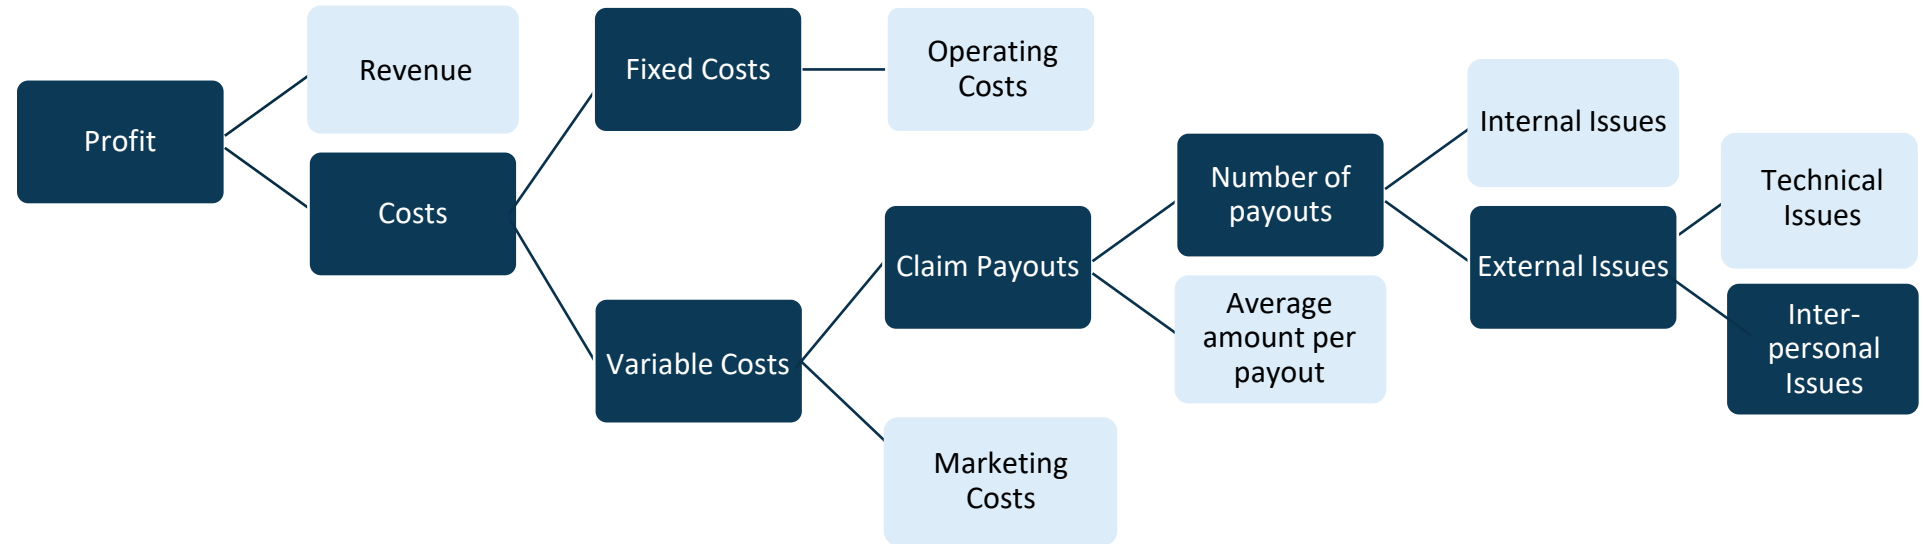 Profit
Revenue
Costs
Fixed Costs
Variable Costs
Operating
Costs
Claim Payouts
Marketing
Costs
Number of
payouts
Average
amount per
payout
Internal Issues
External Issues
Technical
Issues
Inter-
personal
Issues